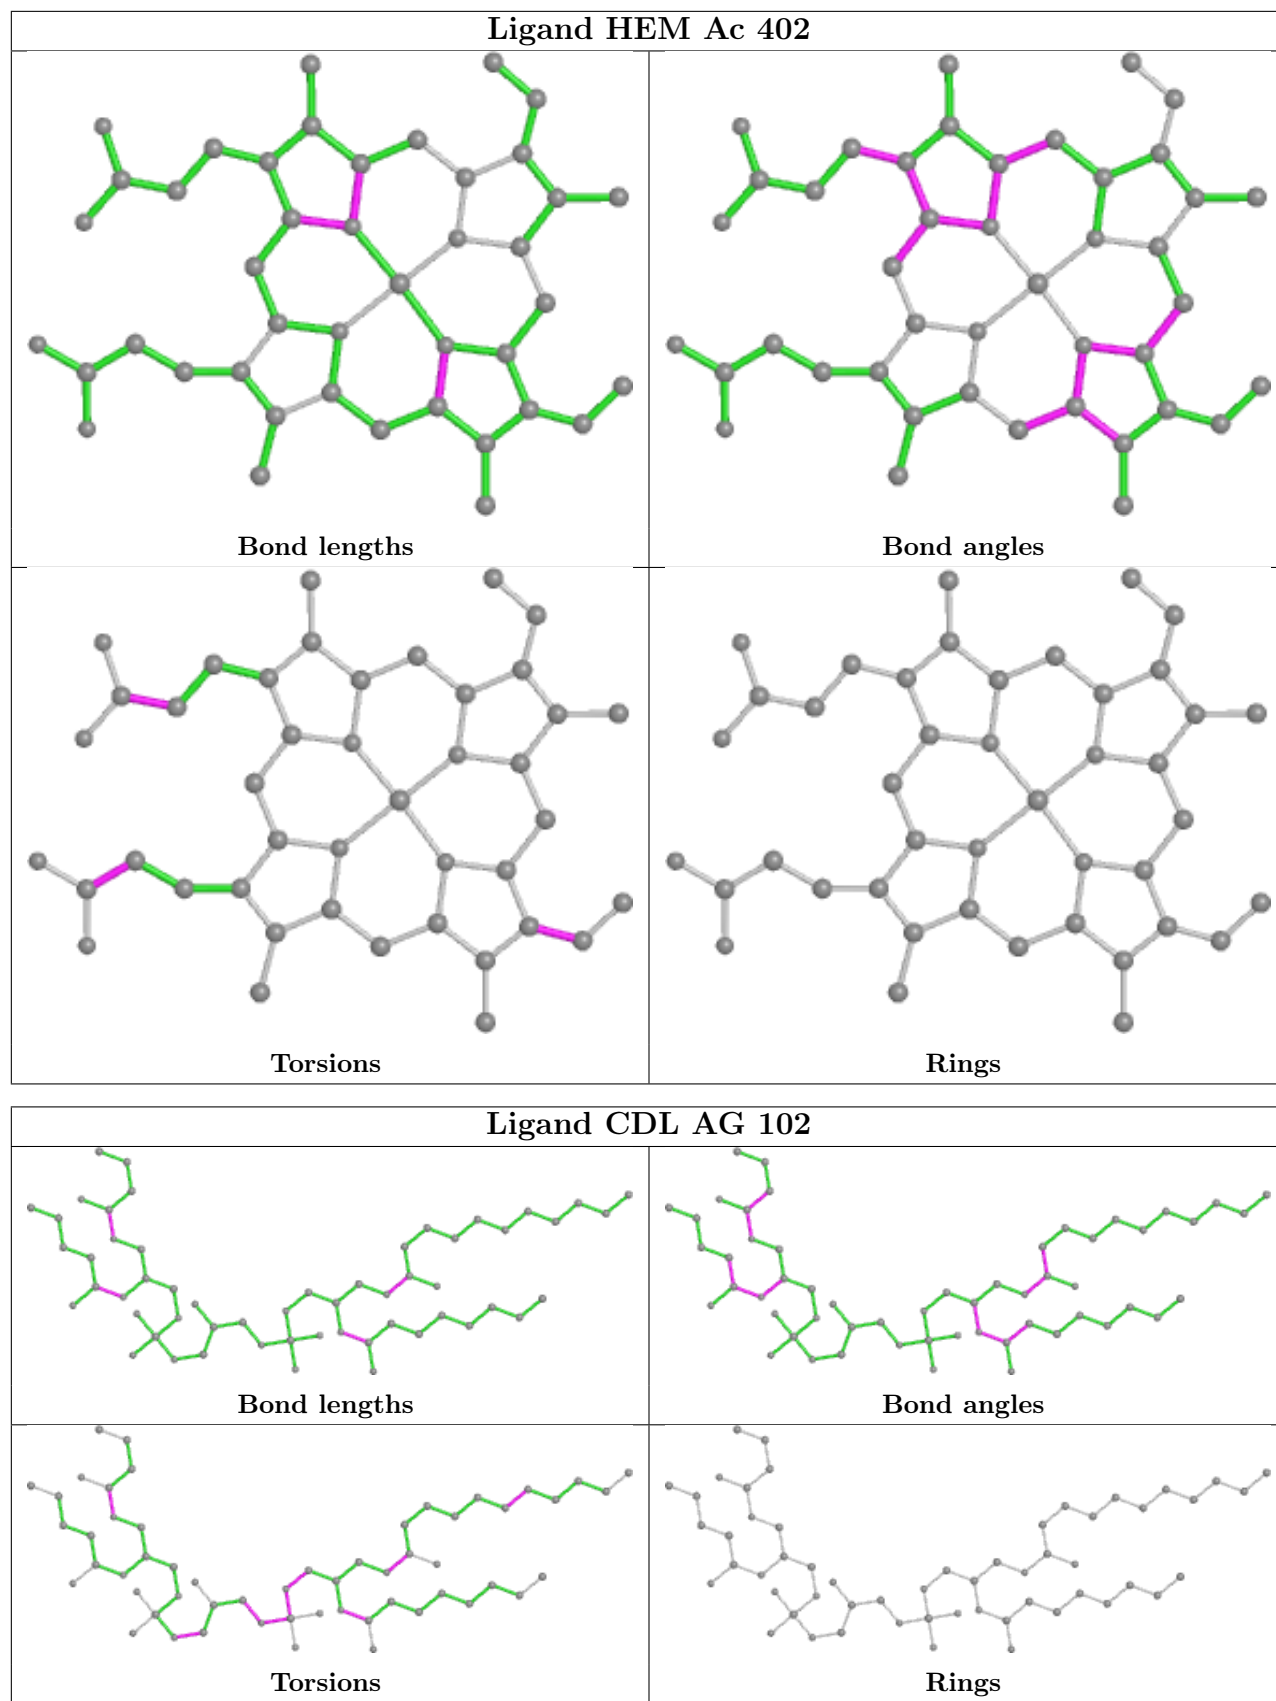 Ligand HEM Ac 402
Bond lengths
Bond angles
Torsions
Rings
Ligand CDL AG 102
Bond lengths
Bond angles
Torsions
Rings